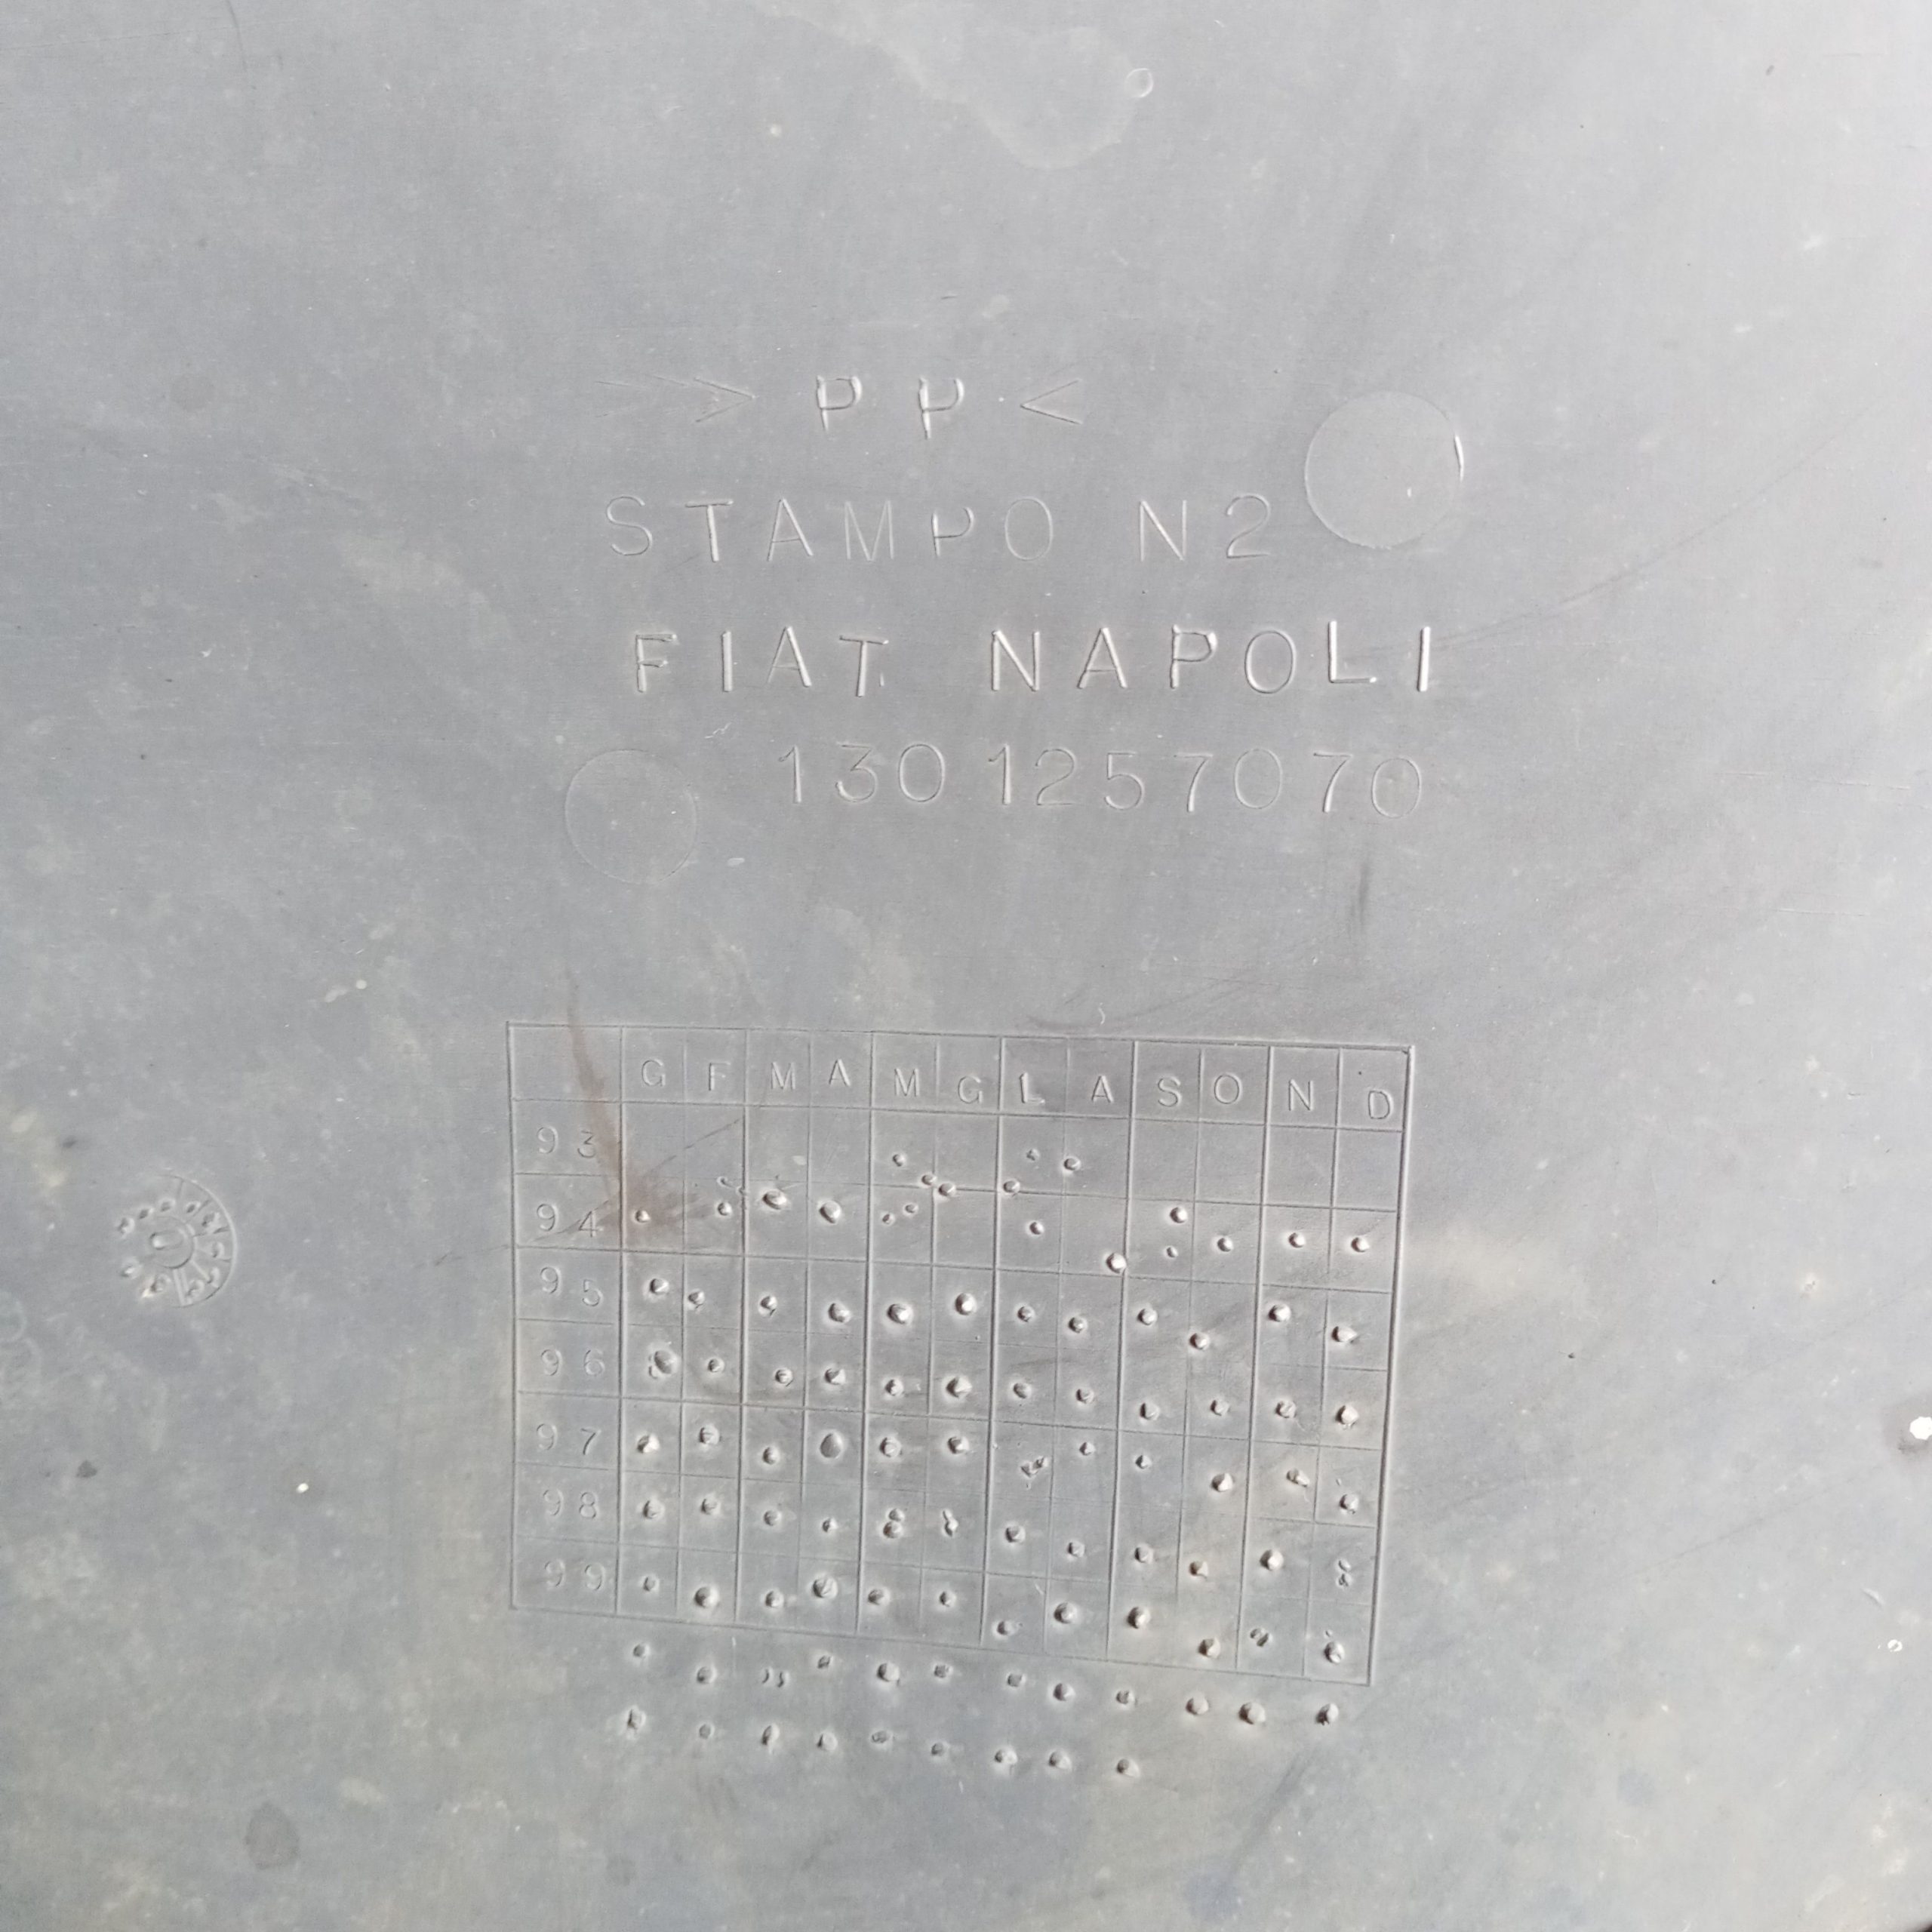 >> PP <
STAMPO N2
FIAT NAPOLI
1301257070
G F M A M G L A S O N D
93
94
95
96
97
98
99